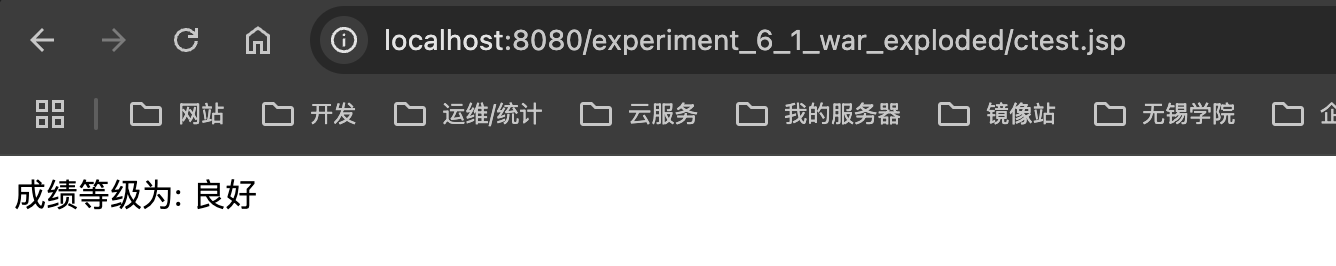 localhost:8080/experiment_6_1_war_exploded/ctest.jsp
网站 开发 运维/统计 云服务 我的服务器 镜像站 无锡学院
成绩等级为: 良好